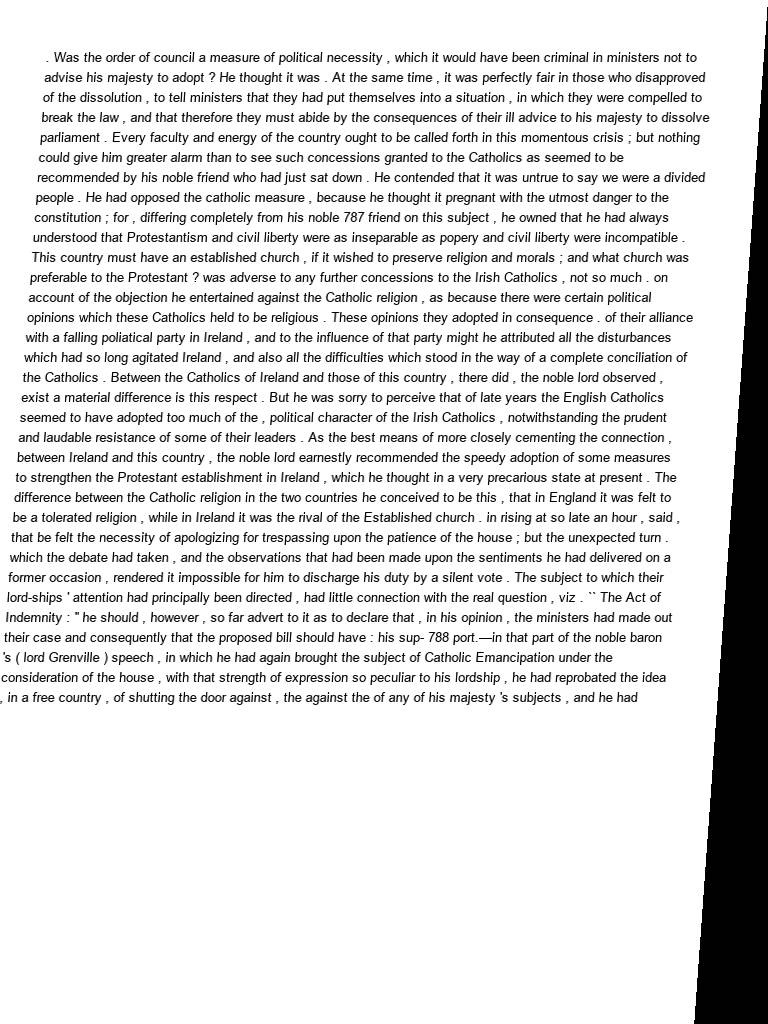 . Was the order of council a measure of political necessity , which it would have been criminal in ministers not to
advise his majesty to adopt ? He thought it was . At the same time , it was perfectly fair in those who disapproved
of the dissolution , to tell ministers that they had put themselves into a situation , in which they were compelled to
break the law , and that therefore they must abide by the consequences of their ill advice to his majesty to dissolve
parliament . Every faculty and energy of the country ought to be called forth in this momentous crisis ; but nothing
could give him greater alarm than to see such concessions granted to the Catholics as seemed to be
recommended by his noble friend who had just sat down . He contended that it was untrue to say we were a divided
people . He had opposed the catholic measure , because he thought it pregnant with the utmost danger to the
constitution ; for , differing completely from his noble 787 friend on this subject , he owned that he had always
understood that Protestantism and civil liberty were as inseparable as popery and civil liberty were incompatible .
This country must have an established church , if it wished to preserve religion and morals ; and what church was
preferable to the Protestant ? was adverse to any further concessions to the Irish Catholics , not so much . on
account of the objection he entertained against the Catholic religion , as because there were certain political
opinions which these Catholics held to be religious . These opinions they adopted in consequence . of their alliance
with a falling poliatical party in Ireland , and to the influence of that party might he attributed all the disturbances
which had so long agitated Ireland , and also all the difficulties which stood in the way of a complete conciliation of
the Catholics . Between the Catholics of Ireland and those of this country , there did , the noble lord observed ,
exist a material difference is this respect . But he was sorry to perceive that of late years the English Catholics
seemed to have adopted too much of the , political character of the Irish Catholics , notwithstanding the prudent
and laudable resistance of some of their leaders . As the best means of more closely cementing the connection ,
between Ireland and this country , the noble lord earnestly recommended the speedy adoption of some measures
to strengthen the Protestant establishment in Ireland , which he thought in a very precarious state at present . The
difference between the Catholic religion in the two countries he conceived to be this , that in England it was felt to
be a tolerated religion , while in Ireland it was the rival of the Established church . in rising at so late an hour , said ,
that be felt the necessity of apologizing for trespassing upon the patience of the house ; but the unexpected turn .
which the debate had taken , and the observations that had been made upon the sentiments he had delivered on a
former occasion , rendered it impossible for him to discharge his duty by a silent vote . The subject to which their
lord-ships ' attention had principally been directed , had little connection with the real question , viz . `` The Act of
Indemnity : '' he should , however , so far advert to it as to declare that , in his opinion , the ministers had made out
their case and consequently that the proposed bill should have : his sup- 788 port.—in that part of the noble baron
's ( lord Grenville ) speech , in which he had again brought the subject of Catholic Emancipation under the
consideration of the house , with that strength of expression so peculiar to his lordship , he had reprobated the idea
, in a free country , of shutting the door against , the against the of any of his majesty 's subjects , and he had